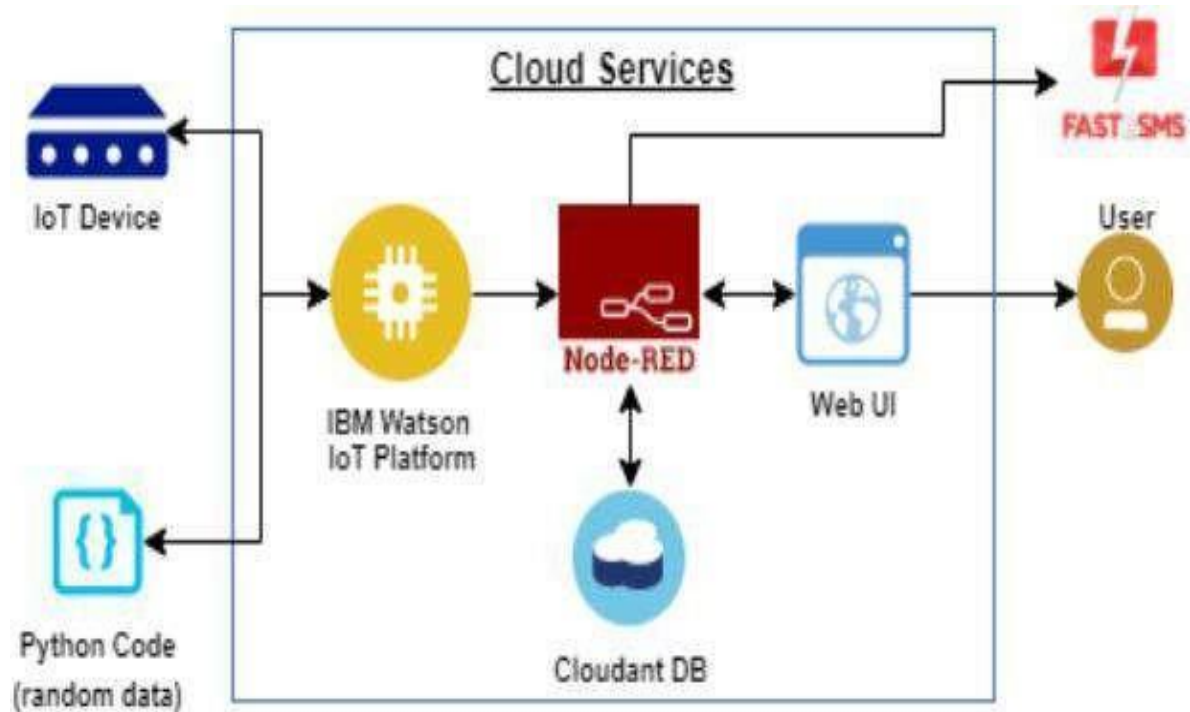 Cloud Services
FAST SMS
IoT Device
User
Node-RED
Web UI
IBM Watson
IoT Platform
Python Code
(random data)
Cloudant DB